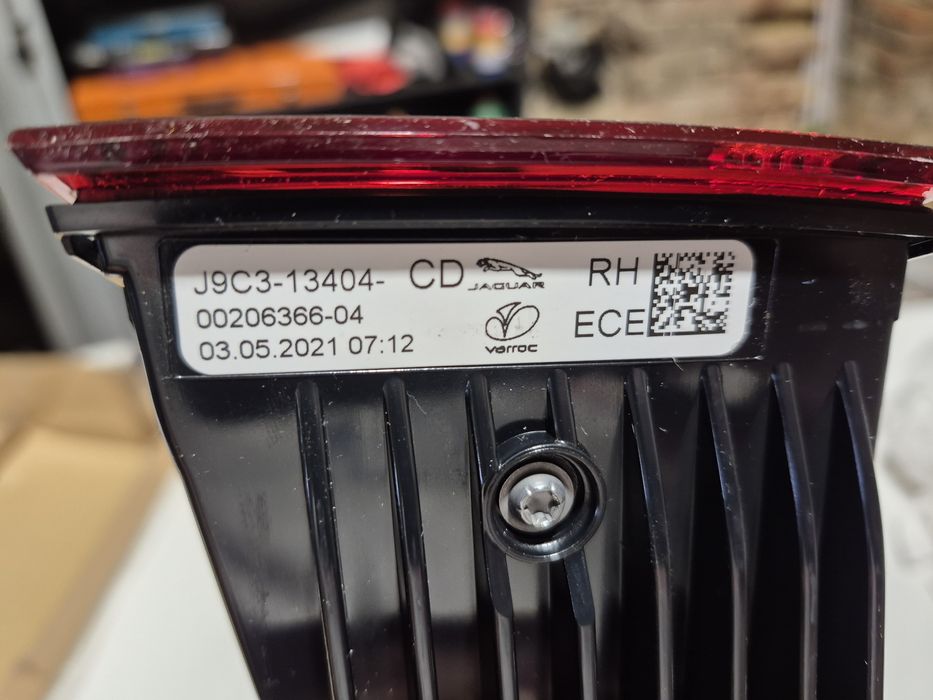 J9C3-13404- CD JAGUAR RH
00206366-04 varroc ECE
03.05.2021 07:12